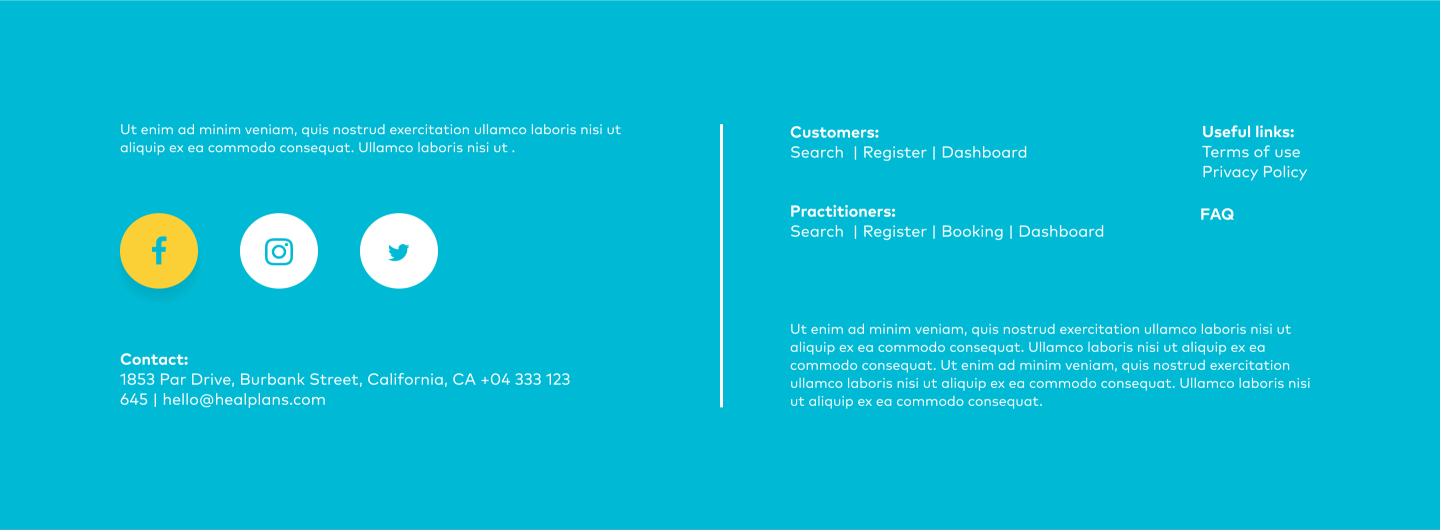 Ut enim ad minim veniam, quis nostrud exercitation ullamco laboris nisi ut
aliquip ex ea commodo consequat. Ullamco laboris nisi ut .
Contact:
1853 Par Drive, Burbank Street, California, CA +04 333 123
645 | hello@healplans.com
Customers:
Search | Register | Dashboard
Practitioners:
Search | Register | Booking | Dashboard
Useful links:
Terms of use
Privacy Policy
FAQ
Ut enim ad minim veniam, quis nostrud exercitation ullamco laboris nisi ut
aliquip ex ea commodo consequat. Ullamco laboris nisi ut aliquip ex ea
commodo consequat. Ut enim ad minim veniam, quis nostrud exercitation
ullamco laboris nisi ut aliquip ex ea commodo consequat. Ullamco laboris nisi
ut aliquip ex ea commodo consequat.